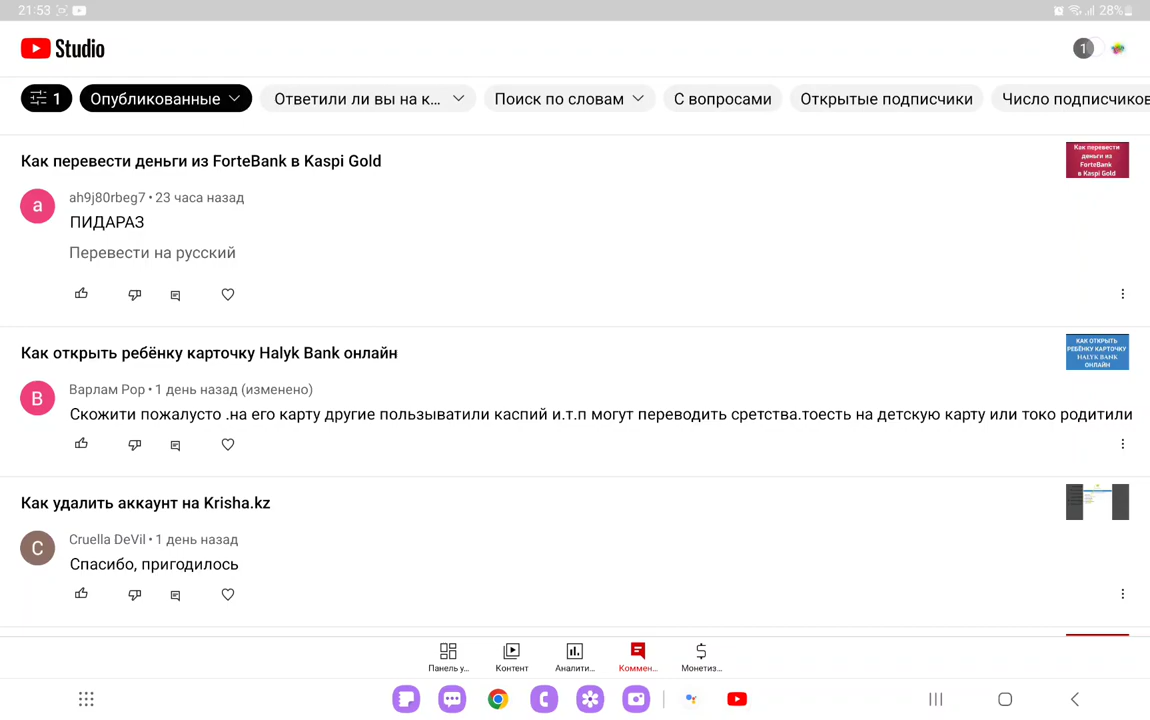 21:53
28%
Studio
1
1
Опубликованные
Ответили ли вы на к...
Поиск по словам
С вопросами
Открытые подписчики
Число подписчиков
Как перевести деньги из ForteBank в Kaspi Gold
Как перевести
деньги из
ForteBank
в Kaspi Gold
a
ah9j80rbeg7 • 23 часа назад
ПИДАРАЗ
Перевести на русский
Как открыть ребёнку карточку Halyk Bank онлайн
КАК ОТКРЫТЬ
РЕБЁНКУ КАРТОЧКУ
HALYK BANK
ОНЛАЙН
В
Варлам Рор • 1 день назад (изменено)
Скожити пожалусто .на его карту другие пользыватили каспий и.т.п могут переводить сретства.тоесть на детскую карту или токо родитили
Как удалить аккаунт на Krisha.kz
C
Cruella DeVil • 1 день назад
Спасибо, пригодилось
Панель у...
Контент
Аналити...
Коммен...
Монетиз...